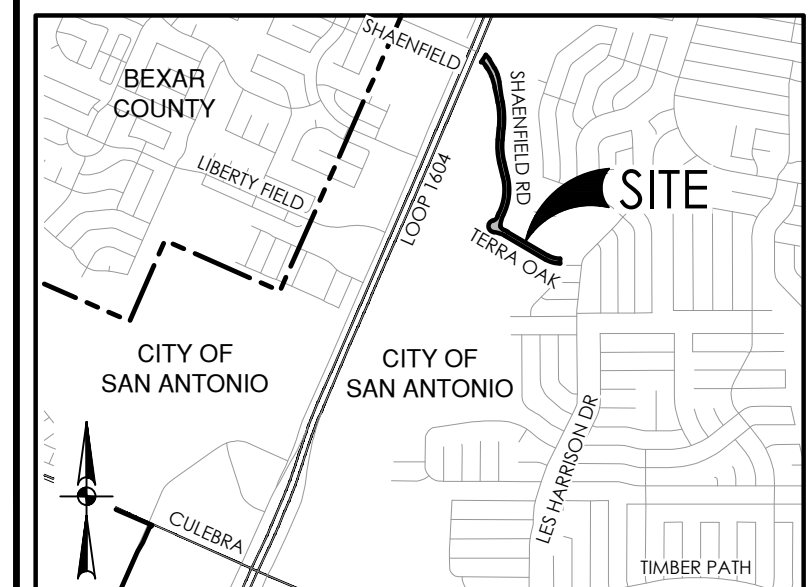 SHAENFIELD
BEXAR
COUNTY
SHAENFIELD RD
LIBERTY FIELD
LOOP 1604
SITE
TERRA OAK
CITY OF
SAN ANTONIO
CITY OF
SAN ANTONIO
LES HARRISON DR
CULEBRA
TIMBER PATH